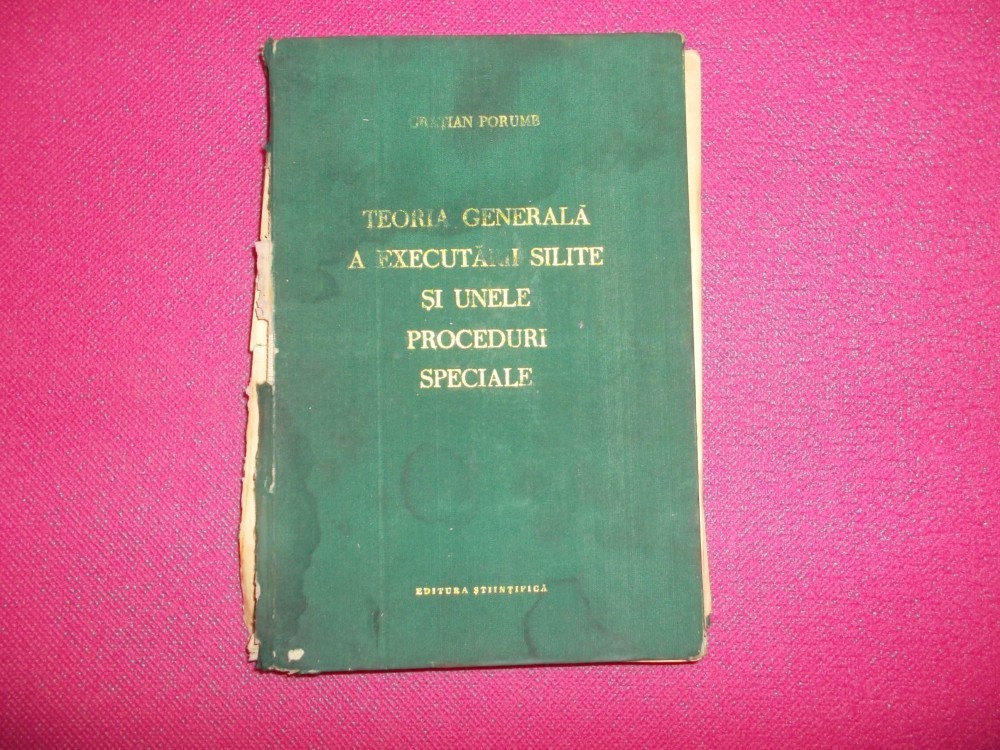 GRAȚIAN PORUMB
TEORIA GENERALĂ
A EXECUTĂRII SILITE
ȘI UNELE
PROCEDURI
SPECIALE
EDITURA ȘTIINȚIFICĂ